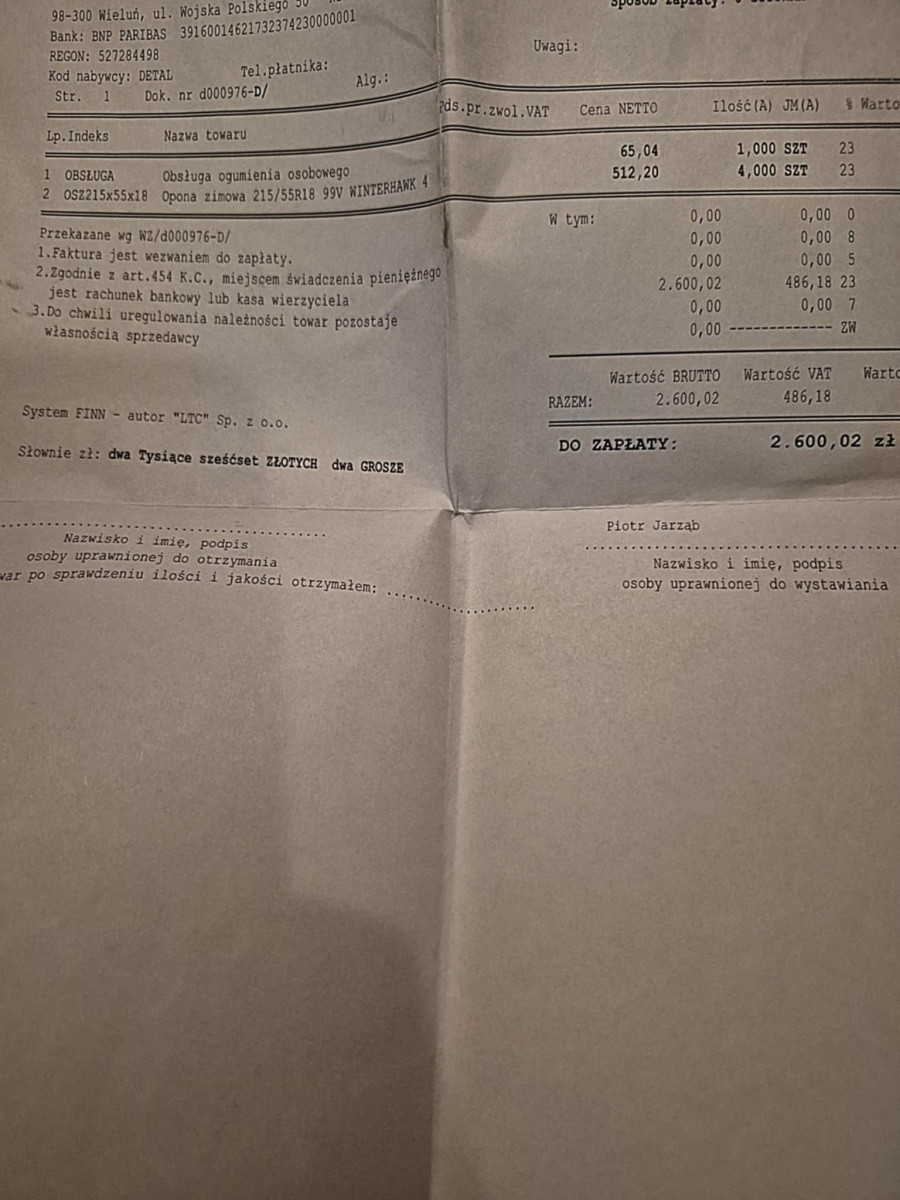 98-300 Wieluń, ul. Wojska Polskiego
Bank: BNP PARIBAS 39160014621732374230000001
REGON: 527284498
Kod nabywcy: DETAL Tel.płatnika: Alg.:
Str. 1 Dok. nr d000976-D/
Sposób zapłaty:
Uwagi:
Lp.Indeks Nazwa towaru Pds.pr.zwol.VAT Cena NETTO Ilość(A) JM(A) % Warto
1 OBSŁUGA Obsługa ogumienia osobowego 65,04 1,000 SZT 23
2 OSZ215x55x18 Opona zimowa 215/55R18 99V WINTERHAWK 4 512,20 4,000 SZT 23
W tym: 0,00 0,00 0
0,00 0,00 8
0,00 0,00 5
2.600,02 486,18 23
0,00 0,00 7
0,00 ------------- ZW
Przekazane wg WZ/d000976-D/
1.Faktura jest wezwaniem do zapłaty.
2.Zgodnie z art.454 K.C., miejscem świadczenia pieniężnego
jest rachunek bankowy lub kasa wierzyciela
3.Do chwili uregulowania należności towar pozostaje
własnością sprzedawcy
Wartość BRUTTO Wartość VAT Warto
RAZEM: 2.600,02 486,18
DO ZAPŁATY: 2.600,02 zł
System FINN - autor "LTC" Sp. z o.o.
Słownie zł: dwa Tysiące sześćset ZŁOTYCH dwa GROSZE
Nazwisko i imię, podpis
osoby uprawnionej do otrzymania
war po sprawdzeniu ilości i jakości otrzymałem:
Piotr Jarząb
Nazwisko i imię, podpis
osoby uprawnionej do wystawiania